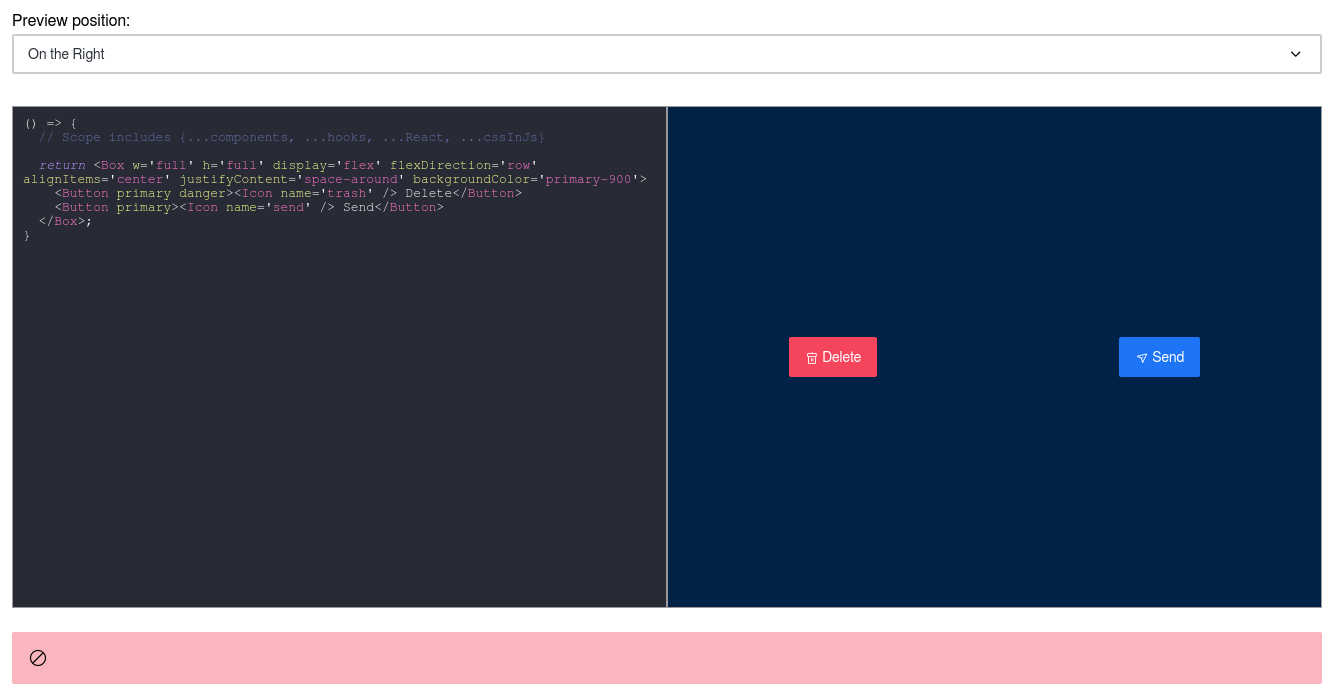 Preview position:
On the Right
() => {
// Scope includes {...components, ...hooks, ...React, ...cssInJs}
return <Box w='full' h='full' display='flex' flexDirection='row'
alignItems='center' justifyContent='space-around' backgroundColor='primary-900'>
<Button primary danger><Icon name='trash' /> Delete</Button>
<Button primary><Icon name='send' /> Send</Button>
</Box>;
}
Delete
Send